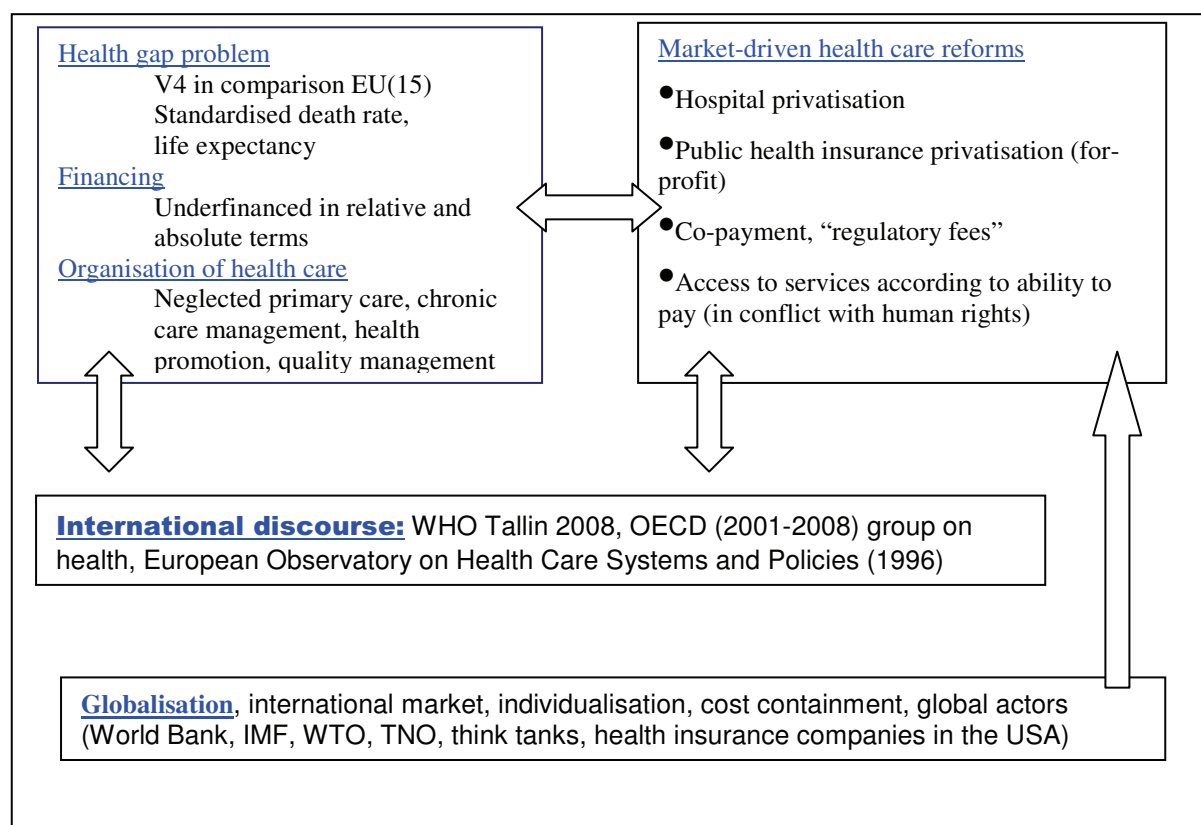 Health gap problem
V4 in comparison EU(15)
Standardised death rate,
life expectancy
Financing
Underfinanced in relative and
absolute terms
Organisation of health care
Neglected primary care, chronic
care management, health
promotion, quality management
Market-driven health care reforms
●Hospital privatisation
●Public health insurance privatisation (for-
profit)
●Co-payment, “regulatory fees”
●Access to services according to ability to
pay (in conflict with human rights)
International discourse: WHO Tallin 2008, OECD (2001-2008) group on
health, European Observatory on Health Care Systems and Policies (1996)
Globalisation, international market, individualisation, cost containment, global actors
(World Bank, IMF, WTO, TNO, think tanks, health insurance companies in the USA)